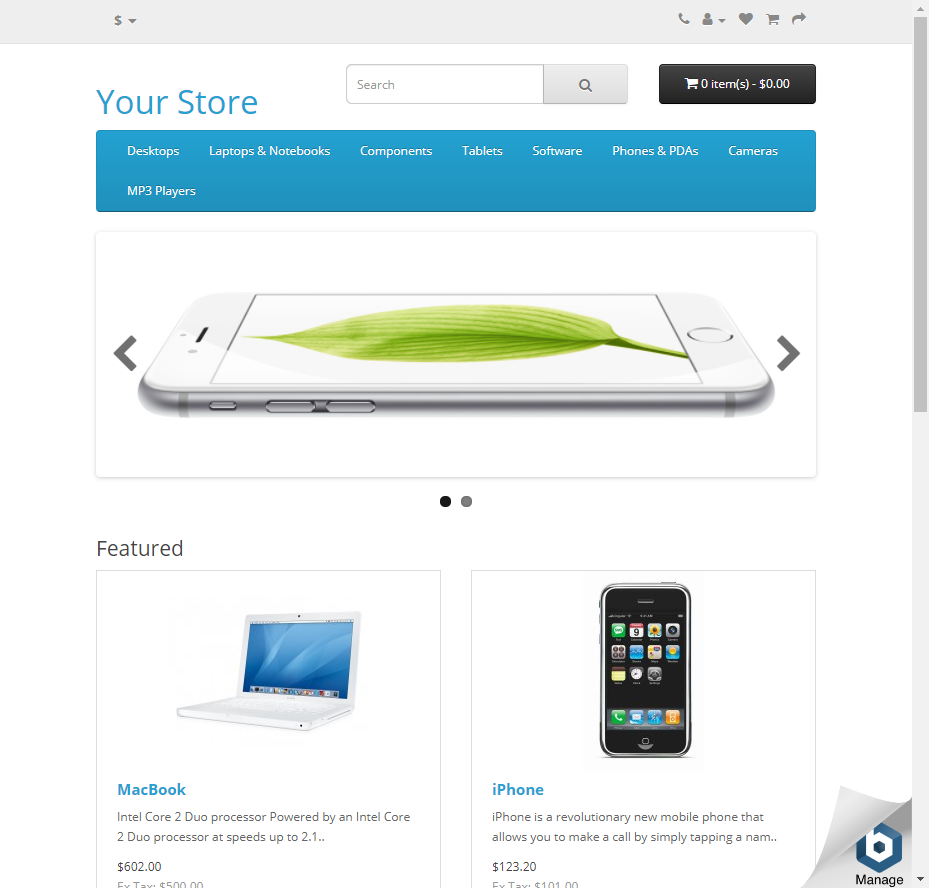 $
Your Store
Search
0 item(s) - $0.00
Desktops
Laptops & Notebooks
Components
Tablets
Software
Phones & PDAs
Cameras
MP3 Players
Featured
MacBook
Intel Core 2 Duo processor Powered by an Intel Core
2 Duo processor at speeds up to 2.1..
$602.00
Ex Tax: $500.00
iPhone
iPhone is a revolutionary new mobile phone that
allows you to make a call by simply tapping a nam..
$123.20
Ex Tax: $101.00
Manage